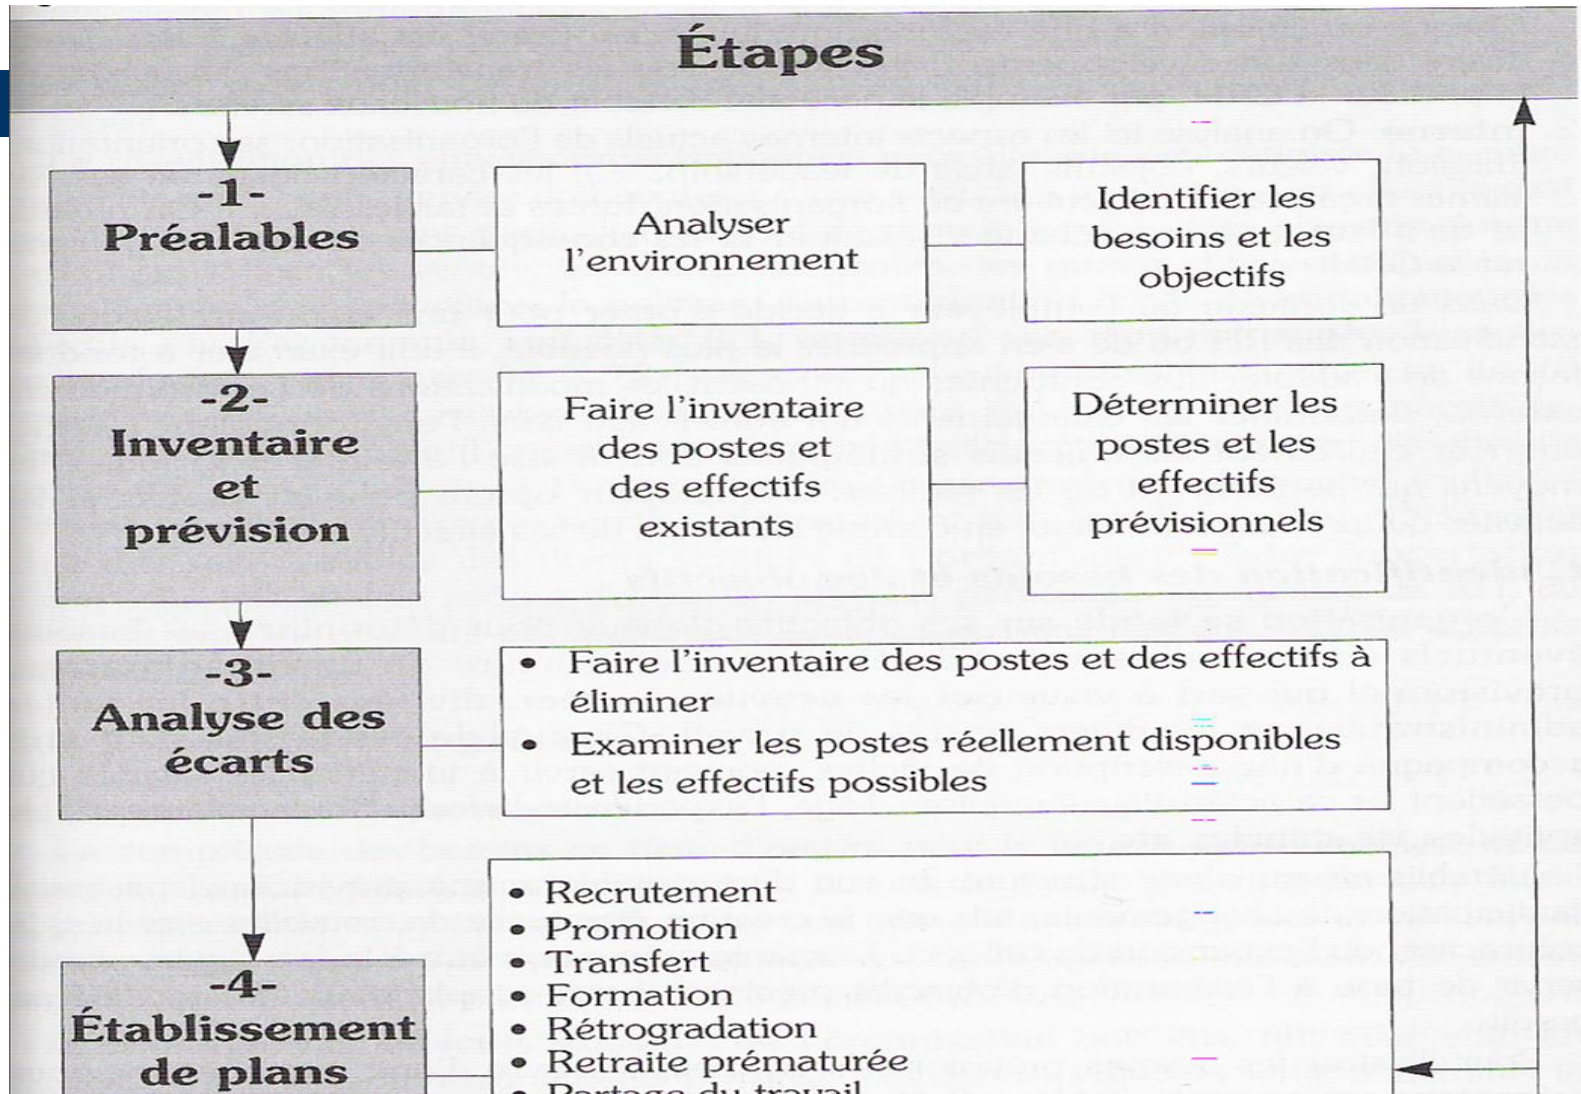 Étapes
-1-
Préalables
Analyser
l'environnement
Identifier les
besoins et les
objectifs
-2-
Inventaire
et
prévision
Faire l'inventaire
des postes et
des effectifs
existants
Déterminer les
postes et les
effectifs
prévisionnels
-3-
Analyse des
écarts
• Faire l'inventaire des postes et des effectifs à
éliminer
• Examiner les postes réellement disponibles
et les effectifs possibles
-4-
Établissement
de plans
• Recrutement
• Promotion
• Transfert
• Formation
• Rétrogradation
• Retraite prématurée
• Partage du travail